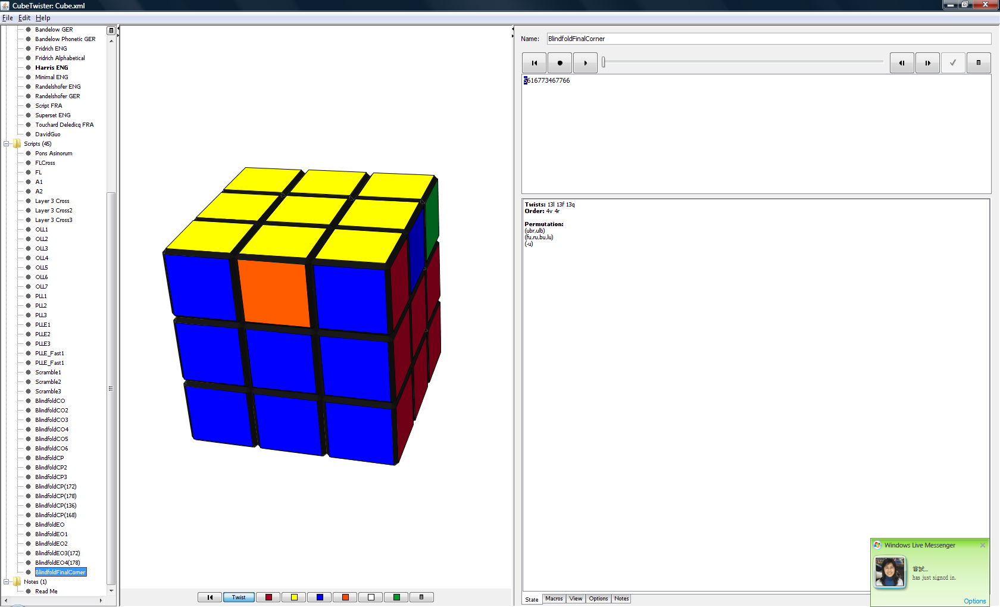 CubeTwister: Cube.xml
File Edit Help
Bandelow GER
Bandelow Phonetic GER
Fridrich ENG
Fridrich Alphabetical
Harris ENG
Minimal ENG
Randelshofer ENG
Randelshofer GER
Script FRA
Superset ENG
Touchard Deledicq FRA
DavidGuo
Scripts (45)
Pons Asinorum
FLCross
FL
A1
A2
Layer 3 Cross
Layer 3 Cross2
Layer 3 Cross3
OLL1
OLL2
OLL3
OLL4
OLL5
OLL6
OLL7
PLL1
PLL2
PLL3
PLLE1
PLLE2
PLLE3
PLLE_Fast1
PLLE_Fast1
Scramble1
Scramble2
Scramble3
BlindfoldCO
BlindfoldCO2
BlindfoldCO3
BlindfoldCO4
BlindfoldCO5
BlindfoldCO6
BlindfoldCP
BlindfoldCP2
BlindfoldCP3
BlindfoldCP(172)
BlindfoldCP(178)
BlindfoldCP(136)
BlindfoldCP(168)
BlindfoldEO
BlindfoldEO1
BlindfoldEO2
BlindfoldEO3(172)
BlindfoldEO4(178)
BlindfoldFinalCorner
Notes (1)
Read Me
Twist
Name: BlindfoldFinalCorner
5616773467766
Twists: 13l 13f 13q
Order: 4v 4r
Permutation:
(ubr,ulb)
(fu,ru,bu,lu)
(-u)
State Macros View Options Notes
Windows Live Messenger
嘗試...
has just signed in.
Options